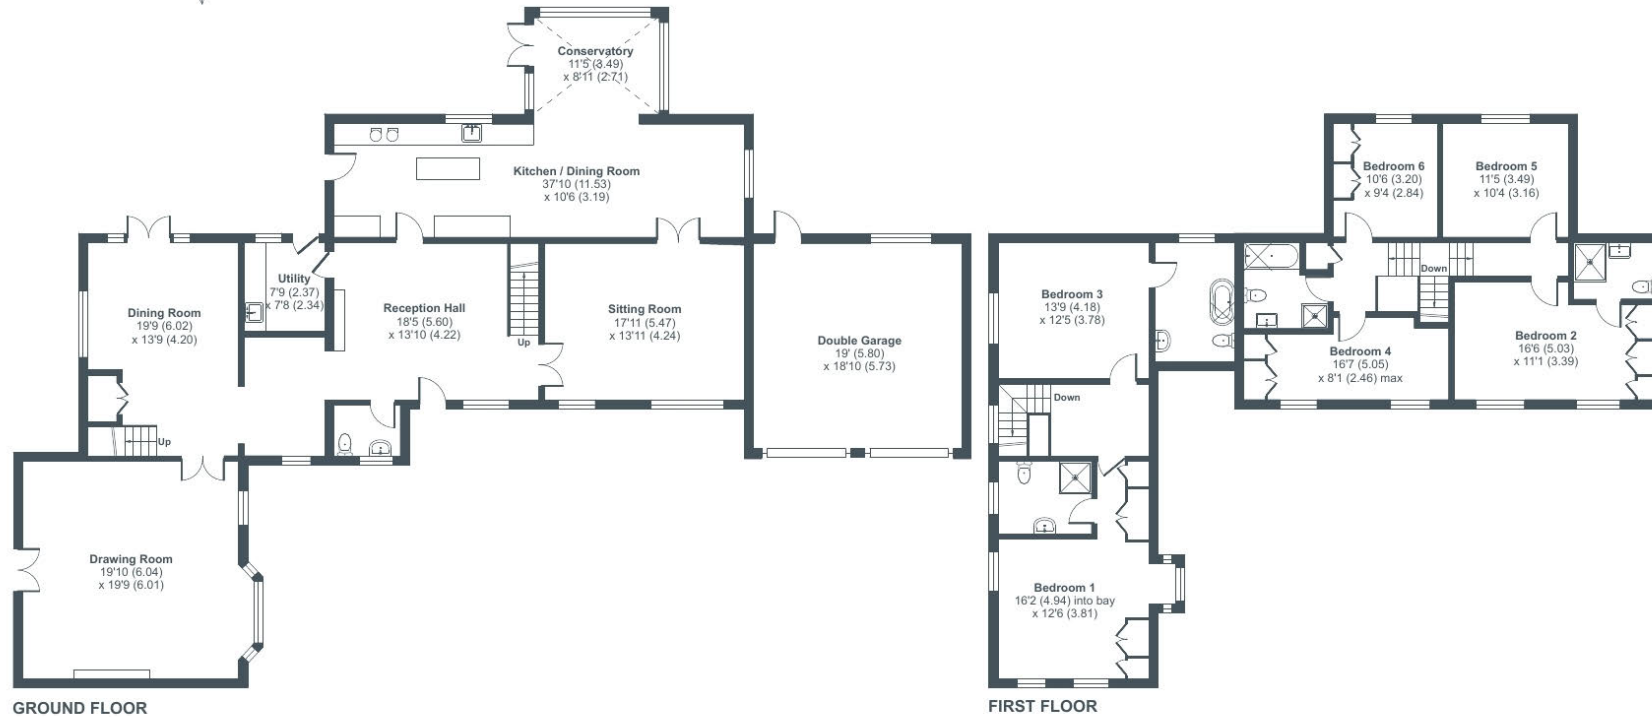 Conservatory
11'5 (3.49)
x 8'11 (2.71)
Kitchen / Dining Room
37'10 (11.53)
x 10'6 (3.19)
Utility
7'9 (2.37)
x 7'8 (2.34)
Dining Room
19'9 (6.02)
x 13'9 (4.20)
Reception Hall
18'5 (5.60)
x 13'10 (4.22)
Up
Sitting Room
17'11 (5.47)
x 13'11 (4.24)
Double Garage
19' (5.80)
x 18'10 (5.73)
Up
Drawing Room
19'10 (6.04)
x 19'9 (6.01)
GROUND FLOOR
Bedroom 6
10'6 (3.20)
x 9'4 (2.84)
Bedroom 5
11'5 (3.49)
x 10'4 (3.16)
Down
Bedroom 3
13'9 (4.18)
x 12'5 (3.78)
Bedroom 4
16'7 (5.05)
x 8'1 (2.46) max
Bedroom 2
16'6 (5.03)
x 11'1 (3.39)
Down
Bedroom 1
16'2 (4.94) into bay
x 12'6 (3.81)
FIRST FLOOR